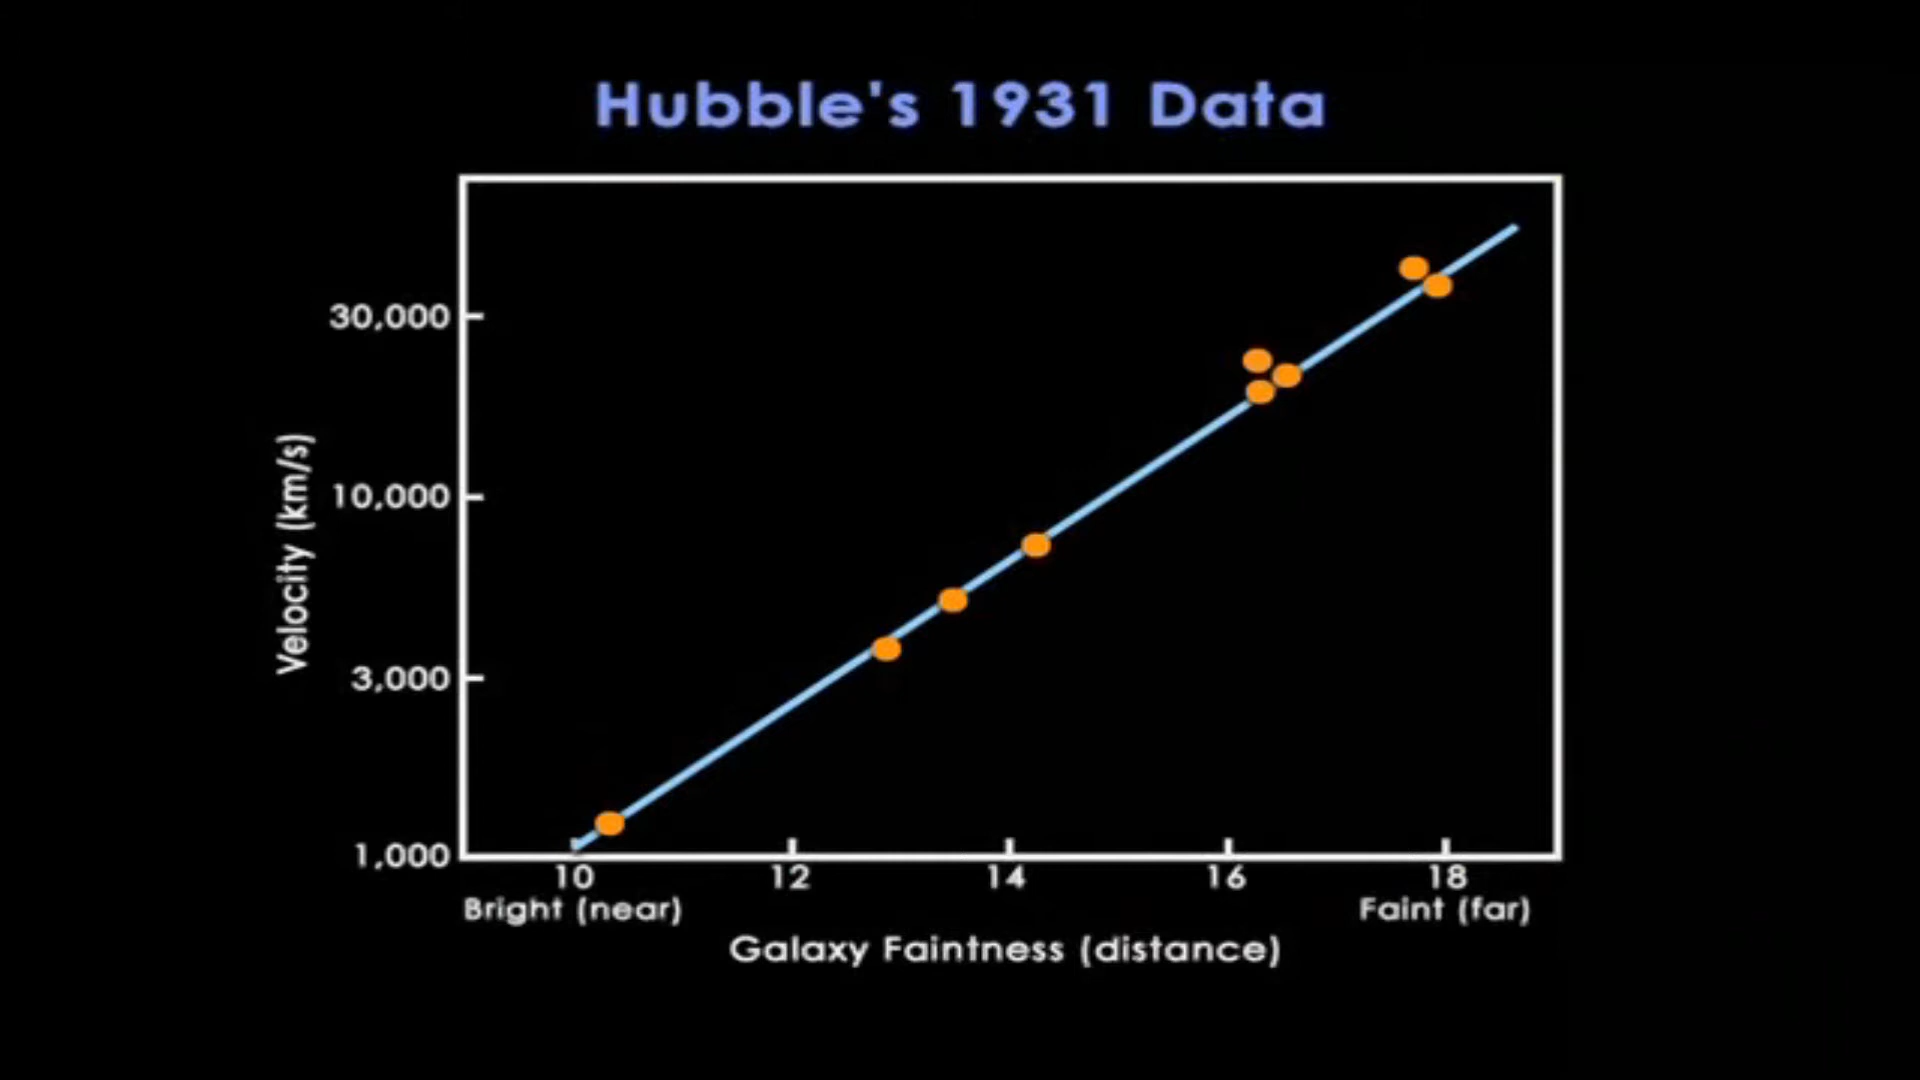 Hubble's 1931 Data
30,000
10,000
3,000
1,000
Velocity (km/s)
10 12 14 16 18
Bright (near) Faint (far)
Galaxy Faintness (distance)